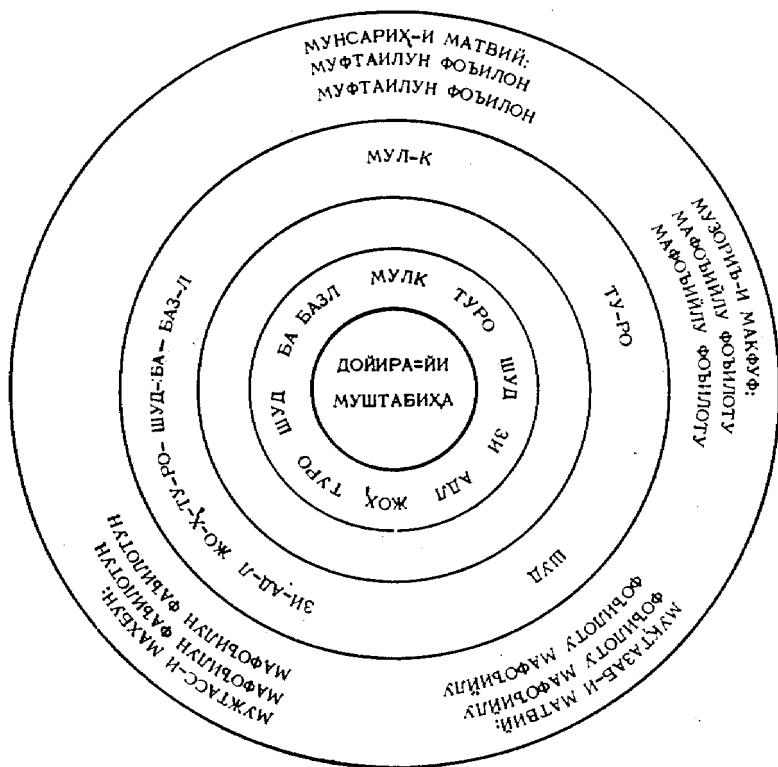 МУНСАРИҲ-И МАТВИЙ:
МУФТАИЛУН ФОЪИЛОН
МУФТАИЛУН ФОЪИЛОН
МУЗОРИЪ-И МАКФУФ:
МАФОЪИЙЛУ ФОЪИЛОТУ
МАФОЪИЙЛУ ФОЪИЛОТУ
МУҚТАЗАБ-И МАТВИЙ:
ФОЪИЛОТУ МАФОЪИЙЛУ
ФОЪИЛОТУ МАФОЪИЙЛУ
МУЖТАСС-И МАХБУН:
МАФОЪИЛУН ФАЪИЛОТУН
МАФОЪИЛУН ФАЪИЛОТУН
МУЛ-К
ТУ-РО
ШУД
ЗИ-АД-Л ЖО-Ҳ-ТУ-РО- ШУД-БА- БАЗ-Л
МУЛК ТУРО ШУД ЗИ АДЛ ЖОҲ ТУРО ШУД БА БАЗЛ
ДОЙИРА=ЙИ
МУШТАБИҲА